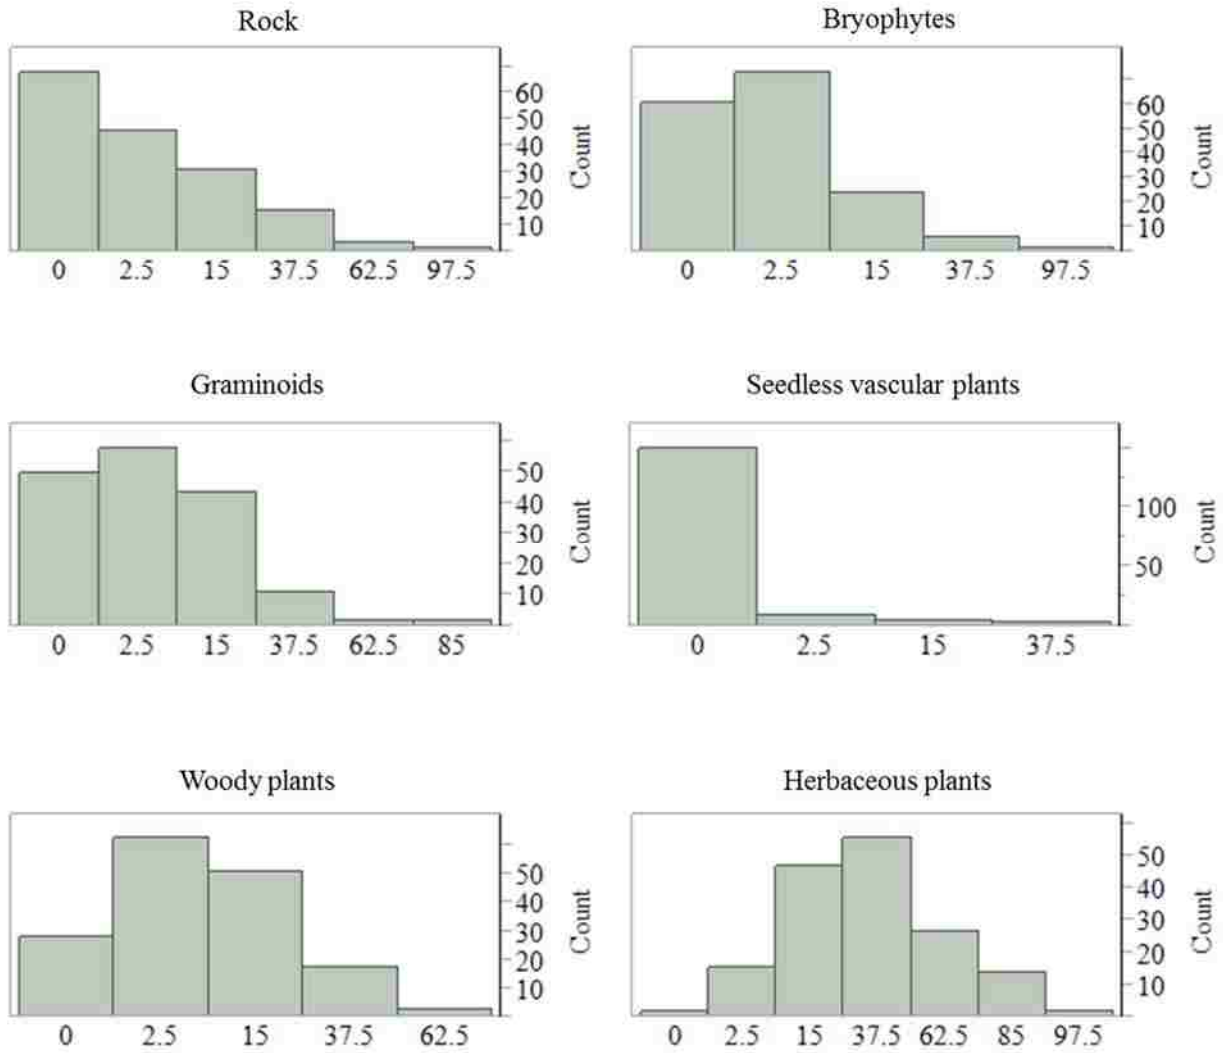 Rock
60
50
40
30
20
10
Count
0 2.5 15 37.5 62.5 97.5
Bryophytes
60
50
40
30
20
10
Count
0 2.5 15 37.5 97.5
Graminoids
50
40
30
20
10
Count
0 2.5 15 37.5 62.5 85
Seedless vascular plants
100
50
Count
0 2.5 15 37.5
Woody plants
50
40
30
20
10
Count
0 2.5 15 37.5 62.5
Herbaceous plants
50
40
30
20
10
Count
0 2.5 15 37.5 62.5 85 97.5